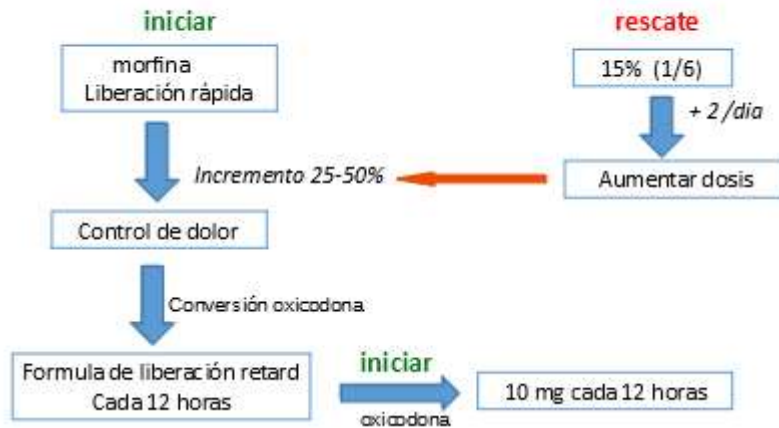 iniciar
morfina
Liberación rápida
rescate
15% (1/6)
+ 2 /dia
Aumentar dosis
Incremento 25-50%
Control de dolor
Conversión oxicodona
Formula de liberación retard
Cada 12 horas
iniciar
oxicodona
10 mg cada 12 horas